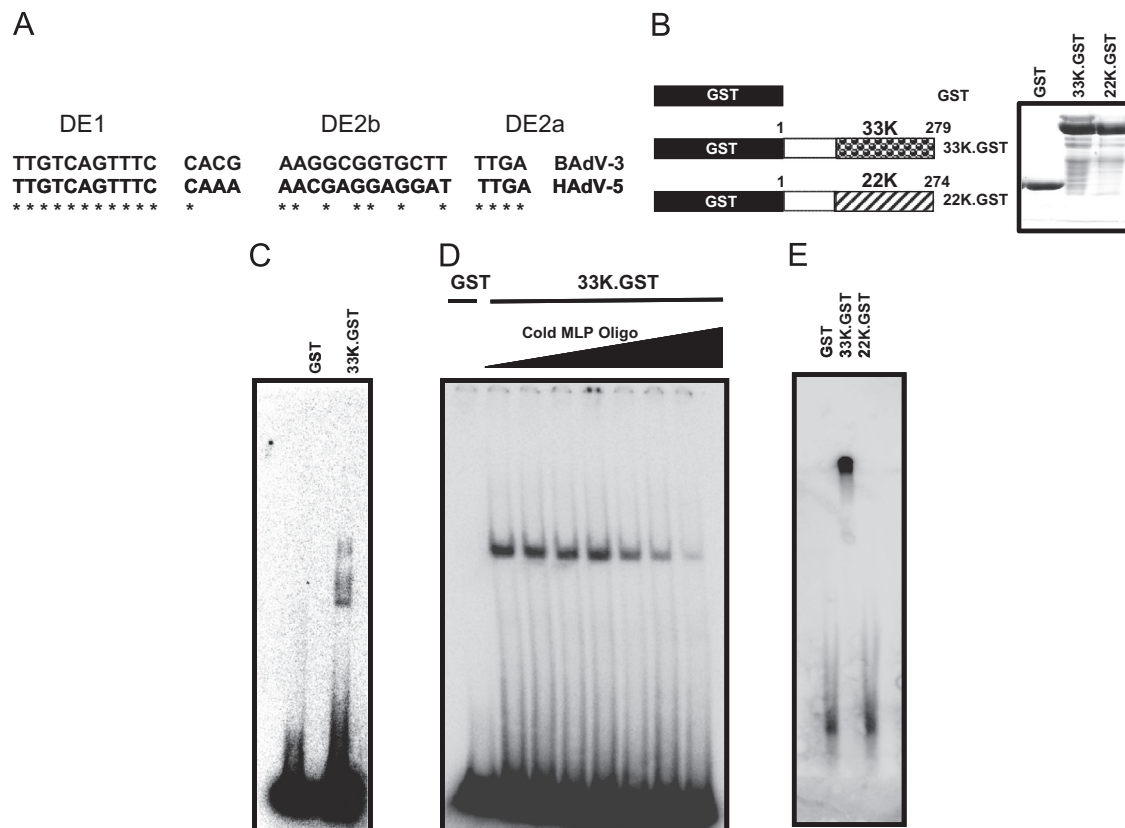 A
DE1 DE2b DE2a
TTGTCAGTTTC CACG AAGGCGGTGCTT TTGA BAdV-3
TTGTCAGTTTC CAAA AACGAGGAGGAT TTGA HAdV-5
* * * * * * * * * * * * * * * * * * * * * * *
B
GST GST
1 33K 279
GST 33K.GST
1 22K 274
GST 22K.GST
GST
33K.GST
22K.GST
C
GST
33K.GST
D
GST 33K.GST
Cold MLP Oligo
E
GST
33K.GST
22K.GST